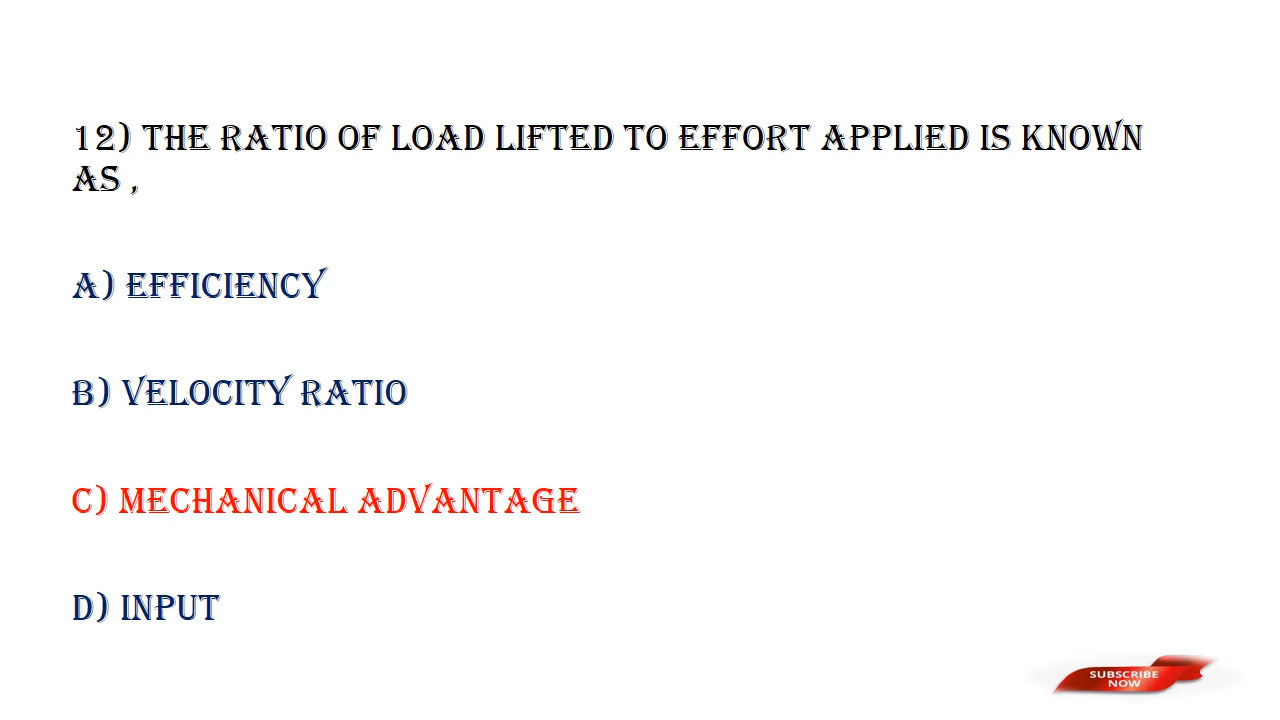 12) THE RATIO OF LOAD LIFTED TO EFFORT APPLIED IS KNOWN
AS ,
A) EFFICIENCY
B) VELOCITY RATIO
C) MECHANICAL ADVANTAGE
D) INPUT
SUBSCRIBE
NOW